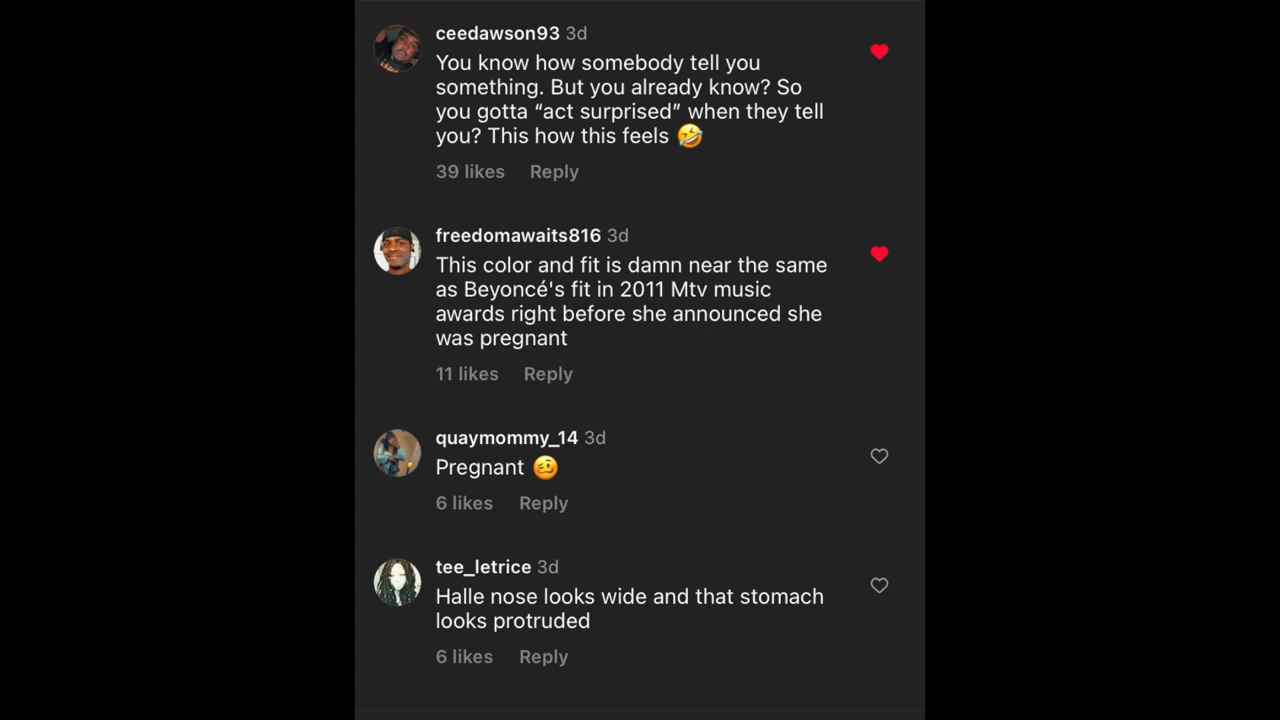 ceedawson93 3d
You know how somebody tell you
something. But you already know? So
you gotta “act surprised” when they tell
you? This how this feels 🤣
39 likes Reply
freedomawaits816 3d
This color and fit is damn near the same
as Beyoncé's fit in 2011 Mtv music
awards right before she announced she
was pregnant
11 likes Reply
quaymommy_14 3d
Pregnant 🥴
6 likes Reply
tee_letrice 3d
Halle nose looks wide and that stomach
looks protruded
6 likes Reply